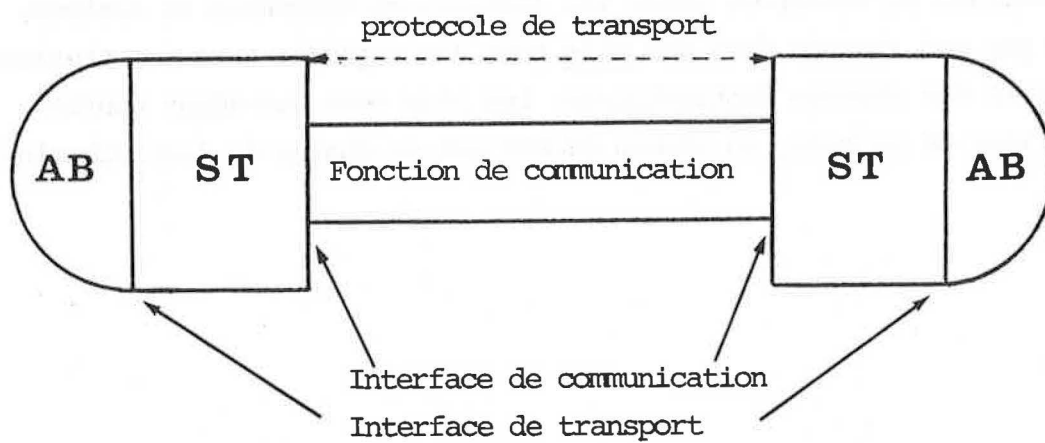 protocole de transport
AB ST Fonction de communication ST AB
Interface de communication
Interface de transport